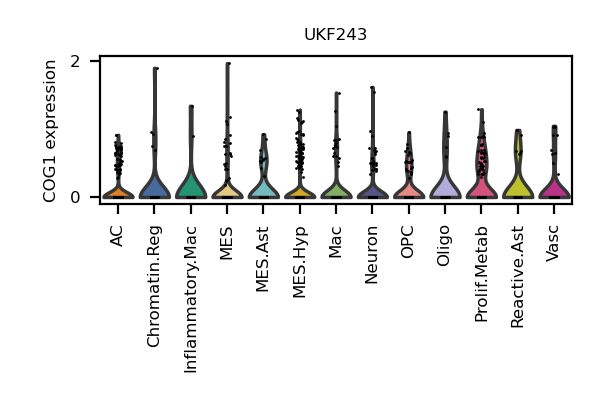 UKF243
COG1 expression
2
0
AC
Chromatin.Reg
Inflammatory.Mac
MES
MES.Ast
MES.Hyp
Mac
Neuron
OPC
Oligo
Prolif.Metab
Reactive.Ast
Vasc